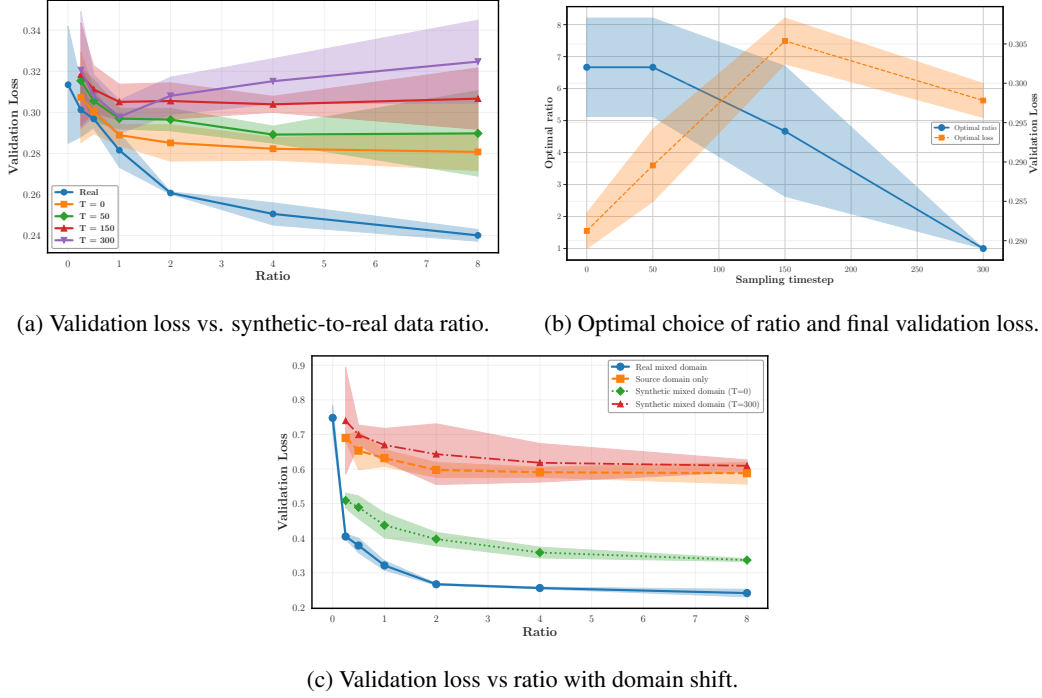 0.34
0.32
0.30
0.28
0.26
0.24
Validation Loss
Real
T = 0
T = 50
T = 150
T = 300
0 1 2 3 4 5 6 7 8
Ratio
8
7
6
5
4
3
2
1
Optimal ratio
0.305
0.300
0.295
0.290
0.285
0.280
Validation Loss
Optimal ratio
Optimal loss
0 50 100 150 200 250 300
Sampling timestep
(a) Validation loss vs. synthetic-to-real data ratio.
(b) Optimal choice of ratio and final validation loss.
0.9
0.8
0.7
0.6
0.5
0.4
0.3
0.2
Validation Loss
Real mixed domain
Source domain only
Synthetic mixed domain (T=0)
Synthetic mixed domain (T=300)
0 1 2 3 4 5 6 7 8
Ratio
(c) Validation loss vs ratio with domain shift.